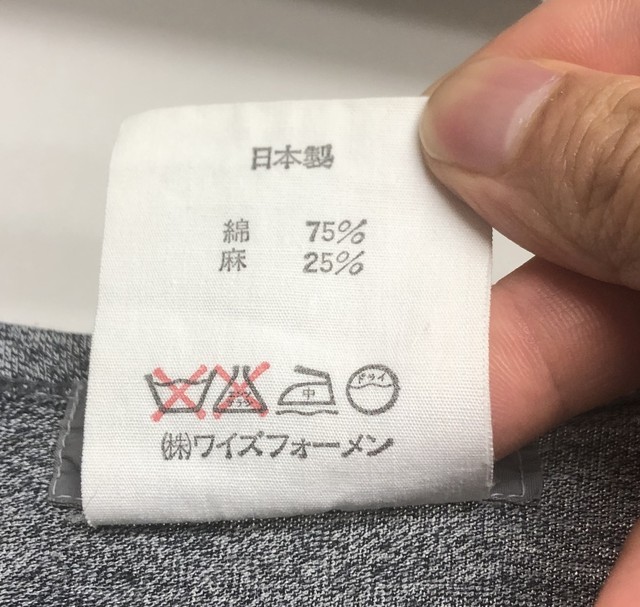 日本製
綿 75%
麻 25%
中 ドライ
(株)ワイズフォーメン